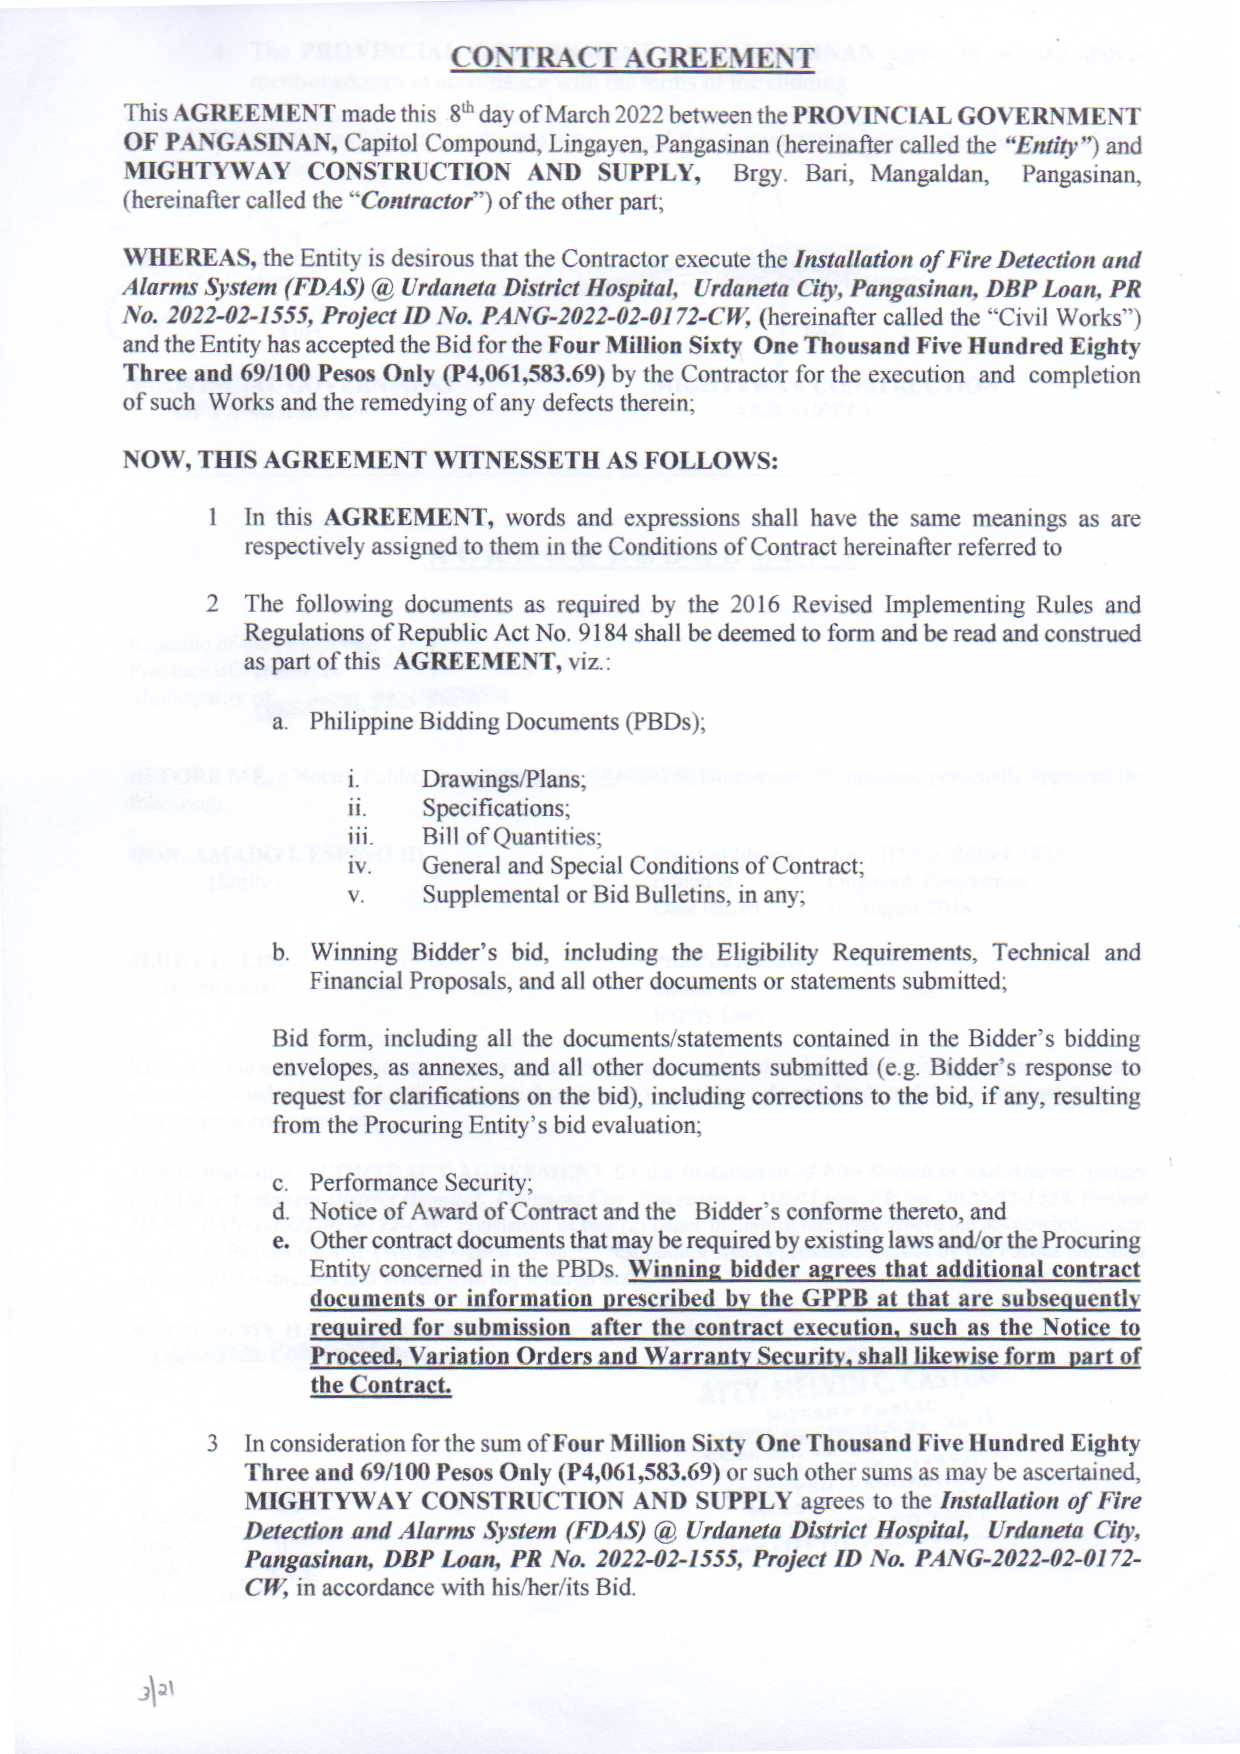 CONTRACT AGREEMENT
This AGREEMENT made this 8th day of March 2022 between the PROVINCIAL GOVERNMENT
OF PANGASINAN, Capitol Compound, Lingayen, Pangasinan (hereinafter called the “Entity”) and
MIGHTYWAY CONSTRUCTION AND SUPPLY, Brgy. Bari, Mangaldan, Pangasinan,
(hereinafter called the “Contractor”) of the other part;
WHEREAS, the Entity is desirous that the Contractor execute the Installation of Fire Detection and
Alarms System (FDAS) @ Urdaneta District Hospital, Urdaneta City, Pangasinan, DBP Loan, PR
No. 2022-02-1555, Project ID No. PANG-2022-02-0172-CW, (hereinafter called the “Civil Works”)
and the Entity has accepted the Bid for the Four Million Sixty One Thousand Five Hundred Eighty
Three and 69/100 Pesos Only (P4,061,583.69) by the Contractor for the execution and completion
of such Works and the remedying of any defects therein;
NOW, THIS AGREEMENT WITNESSETH AS FOLLOWS:
1 In this AGREEMENT, words and expressions shall have the same meanings as are
respectively assigned to them in the Conditions of Contract hereinafter referred to
2 The following documents as required by the 2016 Revised Implementing Rules and
Regulations of Republic Act No. 9184 shall be deemed to form and be read and construed
as part of this AGREEMENT, viz.:
a. Philippine Bidding Documents (PBDs);
i. Drawings/Plans;
ii. Specifications;
iii. Bill of Quantities;
iv. General and Special Conditions of Contract;
v. Supplemental or Bid Bulletins, in any;
b. Winning Bidder’s bid, including the Eligibility Requirements, Technical and
Financial Proposals, and all other documents or statements submitted;
Bid form, including all the documents/statements contained in the Bidder’s bidding
envelopes, as annexes, and all other documents submitted (e.g. Bidder’s response to
request for clarifications on the bid), including corrections to the bid, if any, resulting
from the Procuring Entity’s bid evaluation;
c. Performance Security;
d. Notice of Award of Contract and the Bidder’s conforme thereto, and
e. Other contract documents that may be required by existing laws and/or the Procuring
Entity concerned in the PBDs. Winning bidder agrees that additional contract
documents or information prescribed by the GPPB at that are subsequently
required for submission after the contract execution, such as the Notice to
Proceed, Variation Orders and Warranty Security, shall likewise form part of
the Contract.
3 In consideration for the sum of Four Million Sixty One Thousand Five Hundred Eighty
Three and 69/100 Pesos Only (P4,061,583.69) or such other sums as may be ascertained,
MIGHTYWAY CONSTRUCTION AND SUPPLY agrees to the Installation of Fire
Detection and Alarms System (FDAS) @ Urdaneta District Hospital, Urdaneta City,
Pangasinan, DBP Loan, PR No. 2022-02-1555, Project ID No. PANG-2022-02-0172-
CW, in accordance with his/her/its Bid.
3/21